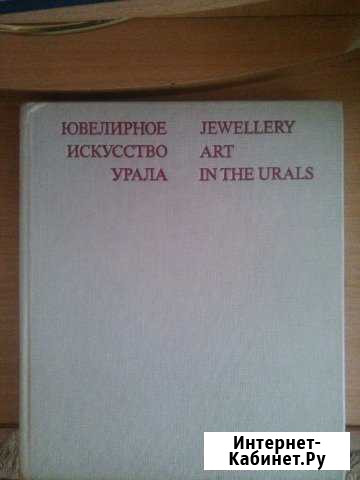 ЮВЕЛИРНОЕ
ИСКУССТВО
УРАЛА
JEWELLERY
ART
IN THE URALS
Интернет-
Кабинет.Ру